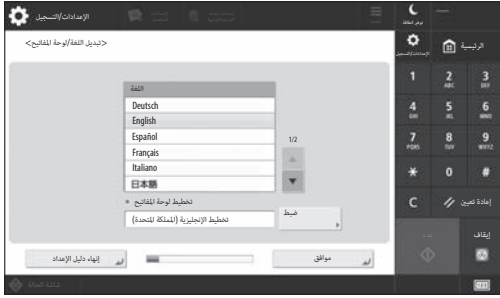 الإعدادات/التسجيل
<تبديل اللغة/لوحة المفاتيح>
اللغة
Deutsch
English
Español
Français
Italiano
日本語
1/2
تخطيط لوحة المفاتيح
تخطيط الإنجليزية (المملكة المتحدة)
ضبط
إنهاء دليل الإعداد
موافق
شاشة الحالة
توفير الطاقة
الإعدادات/التسجيل
الرئيسية
1 2 ABC 3 DEF
4 GHI 5 JKL 6 MNO
7 PQRS 8 TUV 9 WXYZ
* 0 #
C إعادة تعيين
بدء
إيقاف